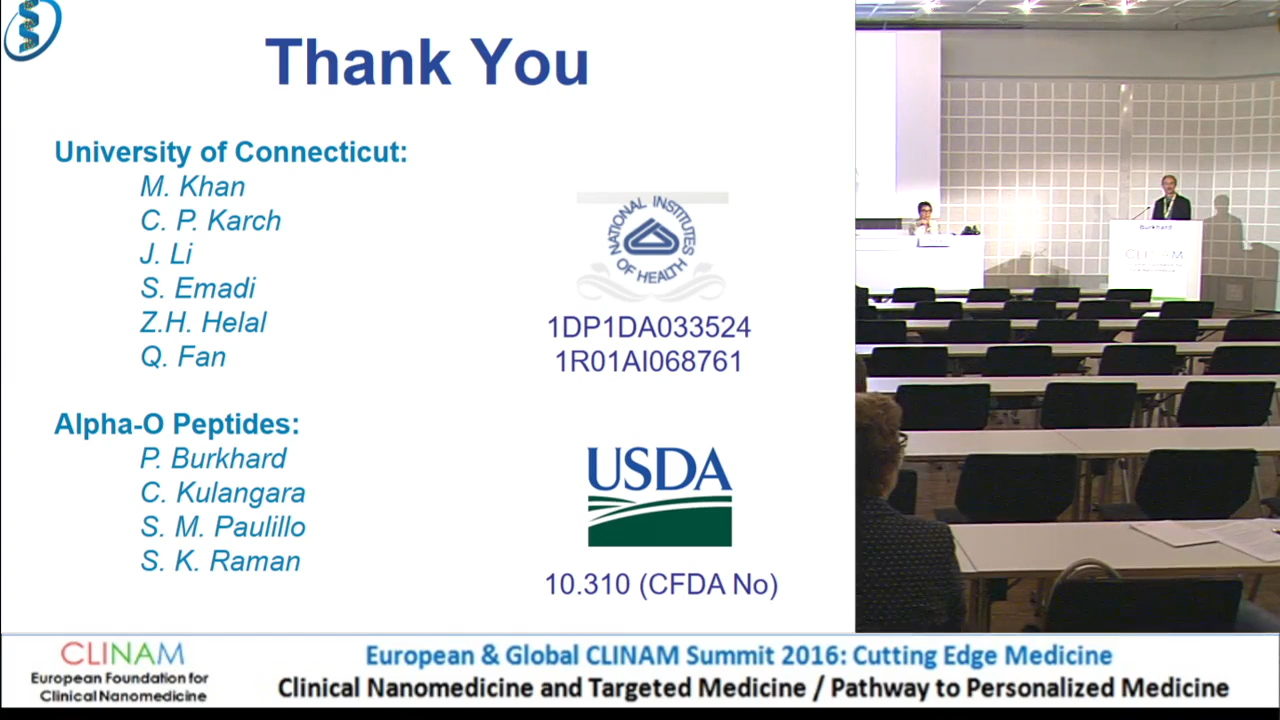 Thank You
University of Connecticut:
M. Khan
C. P. Karch
J. Li
S. Emadi
Z.H. Helal
Q. Fan
Alpha-O Peptides:
P. Burkhard
C. Kulangara
S. M. Paulillo
S. K. Raman
NATIONAL INSTITUTES
OF HEALTH
1DP1DA033524
1R01AI068761
USDA
10.310 (CFDA No)
Burkhard
CLINAM
CLINAM
European Foundation for
Clinical Nanomedicine
European & Global CLINAM Summit 2016: Cutting Edge Medicine
Clinical Nanomedicine and Targeted Medicine / Pathway to Personalized Medicine